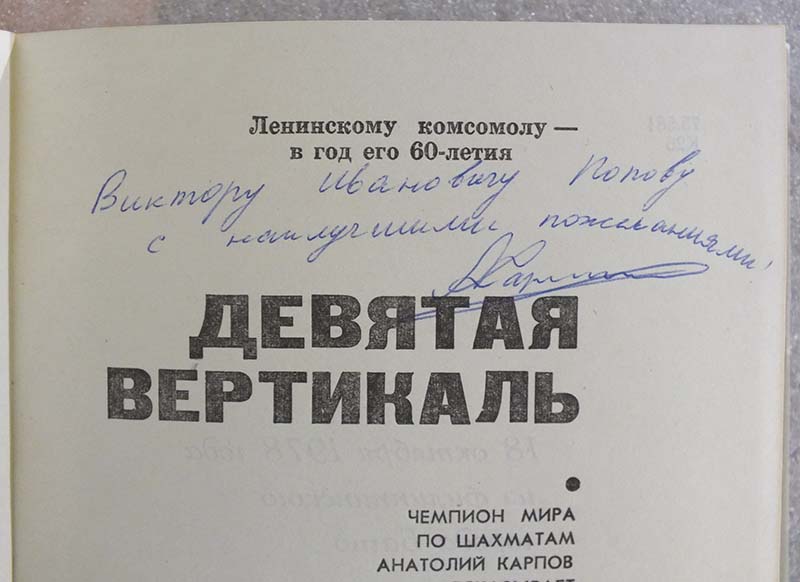 Ленинскому комсомолу —
в год его 60-летия
Виктору Ивановичу Попову
с наилучшими пожеланиями,
АКарпов
ДЕВЯТАЯ
ВЕРТИКАЛЬ
•
ЧЕМПИОН МИРА
ПО ШАХМАТАМ
АНАТОЛИЙ КАРПОВ